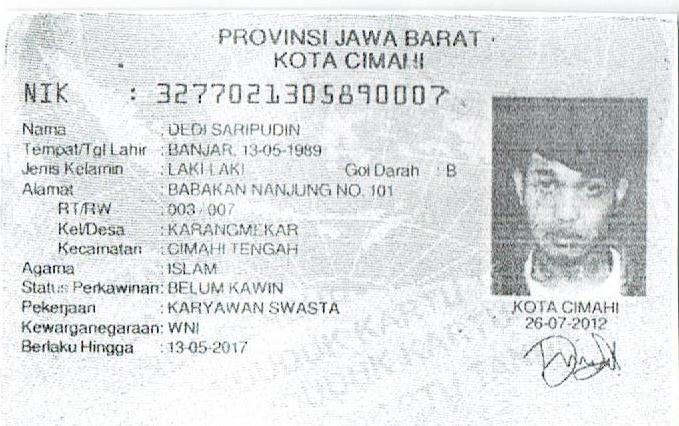 PROVINSI JAWA BARAT
KOTA CIMAHI
NIK : 3277021305890007
Nama : DEDI SARIPUDIN
Tempat/Tgl Lahir : BANJAR, 13-05-1989
Jenis Kelamin : LAKI-LAKI Gol Darah : B
Alamat : BABAKAN NANJUNG NO. 101
RT/RW : 003 / 007
Kel/Desa : KARANGMEKAR
Kecamatan : CIMAHI TENGAH
Agama : ISLAM
Status Perkawinan: BELUM KAWIN
Pekerjaan : KARYAWAN SWASTA
Kewarganegaraan: WNI
Berlaku Hingga : 13-05-2017
KOTA CIMAHI
26-07-2012